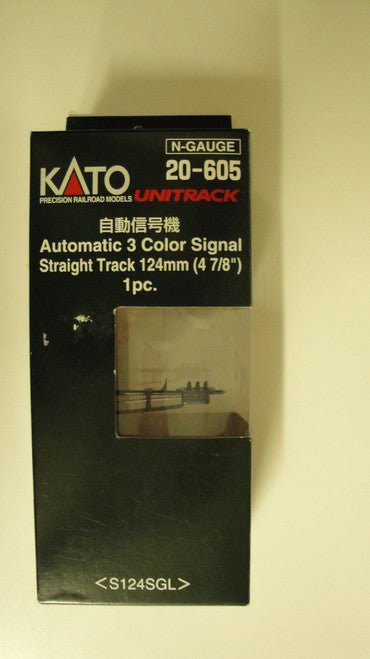 N-GAUGE
20-605
KATO
PRECISION RAILROAD MODELS
UNITRACK
自動信号機
Automatic 3 Color Signal
Straight Track 124mm (4 7/8")
1pc.
<S124SGL>